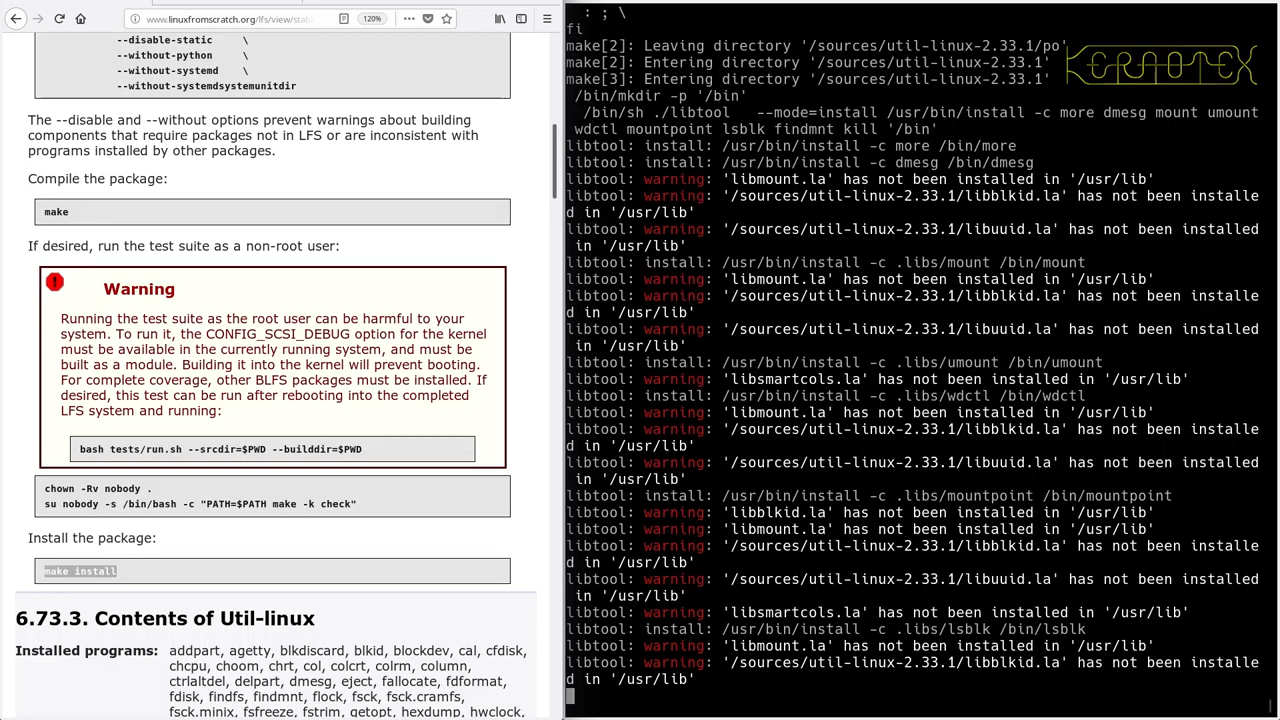 www.linuxfromscratch.org/lfs/view/stab
120%
--disable-static     \
--without-python     \
--without-systemd    \
--without-systemdsystemunitdir
The --disable and --without options prevent warnings about building
components that require packages not in LFS or are inconsistent with
programs installed by other packages.
Compile the package:
make
If desired, run the test suite as a non-root user:
Warning
Running the test suite as the root user can be harmful to your
system. To run it, the CONFIG_SCSI_DEBUG option for the kernel
must be available in the currently running system, and must be
built as a module. Building it into the kernel will prevent booting.
For complete coverage, other BLFS packages must be installed. If
desired, this test can be run after rebooting into the completed
LFS system and running:
bash tests/run.sh --srcdir=$PWD --builddir=$PWD
chown -Rv nobody .
su nobody -s /bin/bash -c "PATH=$PATH make -k check"
Install the package:
make install
6.73.3. Contents of Util-linux
Installed programs: addpart, agetty, blkdiscard, blkid, blockdev, cal, cfdisk,
chcpu, choom, chrt, col, colcrt, colrm, column,
ctrlaltdel, delpart, dmesg, eject, fallocate, fdformat,
fdisk, findfs, findmnt, flock, fsck, fsck.cramfs,
fsck.minix, fsfreeze, fstrim, getopt, hexdump, hwclock,
: ; \
fi
make[2]: Leaving directory '/sources/util-linux-2.33.1/po'
make[2]: Entering directory '/sources/util-linux-2.33.1'
make[3]: Entering directory '/sources/util-linux-2.33.1'
/bin/mkdir -p '/bin'
/bin/sh ./libtool   --mode=install /usr/bin/install -c more dmesg mount umount
wdctl mountpoint lsblk findmnt kill '/bin'
libtool: install: /usr/bin/install -c more /bin/more
libtool: install: /usr/bin/install -c dmesg /bin/dmesg
libtool: warning: 'libmount.la' has not been installed in '/usr/lib'
libtool: warning: '/sources/util-linux-2.33.1/libblkid.la' has not been installe
d in '/usr/lib'
libtool: warning: '/sources/util-linux-2.33.1/libuuid.la' has not been installed
in '/usr/lib'
libtool: install: /usr/bin/install -c .libs/mount /bin/mount
libtool: warning: 'libmount.la' has not been installed in '/usr/lib'
libtool: warning: '/sources/util-linux-2.33.1/libblkid.la' has not been installe
d in '/usr/lib'
libtool: warning: '/sources/util-linux-2.33.1/libuuid.la' has not been installed
in '/usr/lib'
libtool: install: /usr/bin/install -c .libs/umount /bin/umount
libtool: warning: 'libsmartcols.la' has not been installed in '/usr/lib'
libtool: install: /usr/bin/install -c .libs/wdctl /bin/wdctl
libtool: warning: 'libmount.la' has not been installed in '/usr/lib'
libtool: warning: '/sources/util-linux-2.33.1/libblkid.la' has not been installe
d in '/usr/lib'
libtool: warning: '/sources/util-linux-2.33.1/libuuid.la' has not been installed
in '/usr/lib'
libtool: install: /usr/bin/install -c .libs/mountpoint /bin/mountpoint
libtool: warning: 'libblkid.la' has not been installed in '/usr/lib'
libtool: warning: 'libmount.la' has not been installed in '/usr/lib'
libtool: warning: '/sources/util-linux-2.33.1/libblkid.la' has not been installe
d in '/usr/lib'
libtool: warning: '/sources/util-linux-2.33.1/libuuid.la' has not been installed
in '/usr/lib'
libtool: warning: 'libsmartcols.la' has not been installed in '/usr/lib'
libtool: install: /usr/bin/install -c .libs/lsblk /bin/lsblk
libtool: warning: 'libmount.la' has not been installed in '/usr/lib'
libtool: warning: '/sources/util-linux-2.33.1/libblkid.la' has not been installe
d in '/usr/lib'